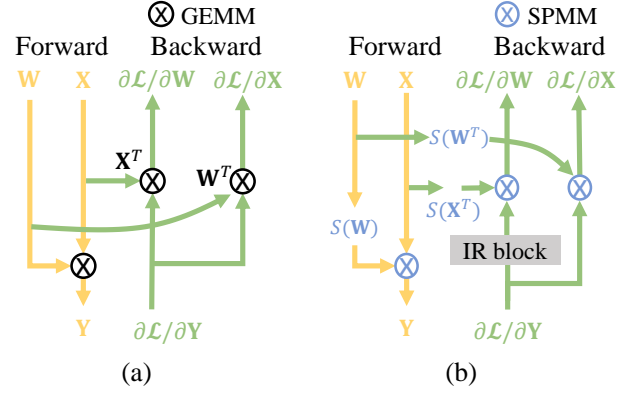 ⊗ GEMM
Forward Backward
W X ∂ℒ/∂W ∂ℒ/∂X
X^T
W^T
Y ∂ℒ/∂Y
(a)
⊗ SPMM
Forward Backward
W X ∂ℒ/∂W ∂ℒ/∂X
S(W^T)
S(X^T)
S(W)
IR block
Y ∂ℒ/∂Y
(b)